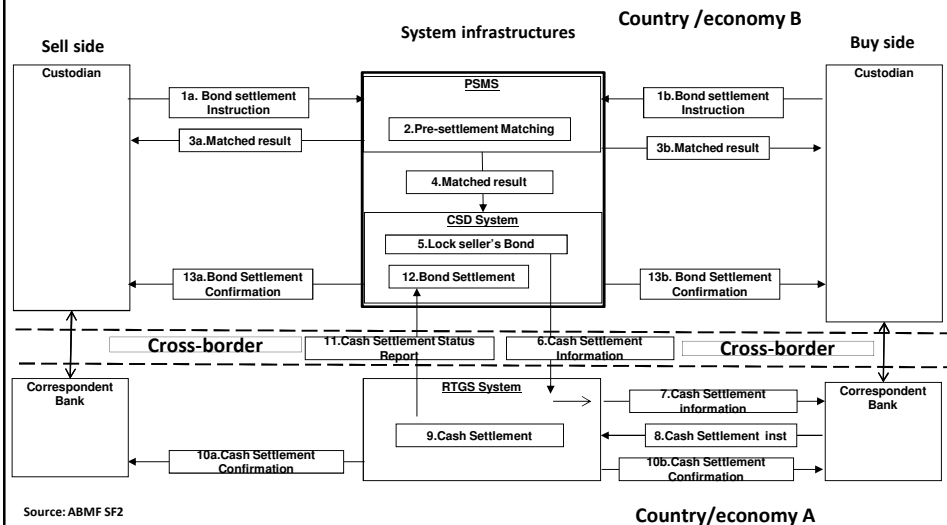 Country /economy B
System infrastructures
Sell side
Buy side
Custodian
PSMS
Custodian
1a. Bond settlement
Instruction
1b.Bond settlement
Instruction
2.Pre-settlement Matching
3a.Matched result
3b.Matched result
4.Matched result
CSD System
5.Lock seller's Bond
12.Bond Settlement
13a.Bond Settlement
Confirmation
13b. Bond Settlement
Confirmation
Cross-border
11.Cash Settlement Status
Report
6.Cash Settlement
Information
Cross-border
Correspondent
Bank
RTGS System
Correspondent
Bank
7.Cash Settlement
information
9.Cash Settlement
8.Cash Settlement inst
10a.Cash Settlement
Confirmation
10b.Cash Settlement
Confirmation
Source: ABMF SF2
Country/economy A